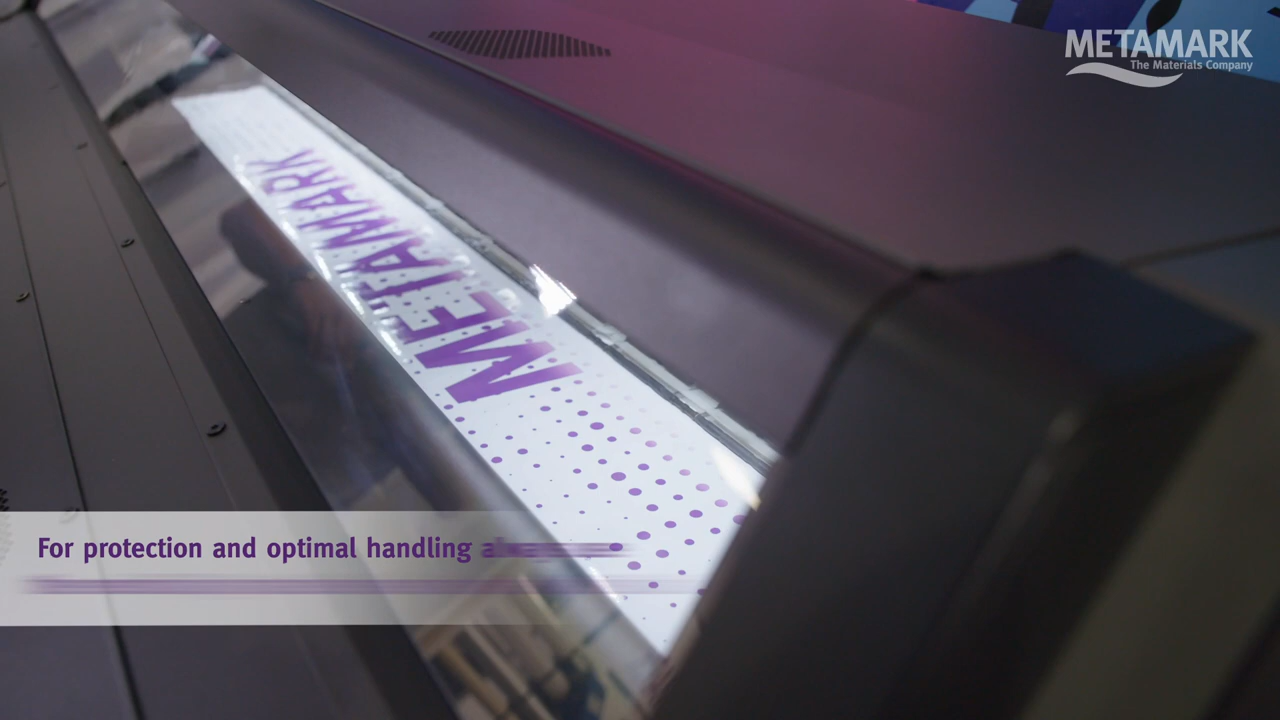 METAMARK
The Materials Company
METAMARK
For protection and optimal handling